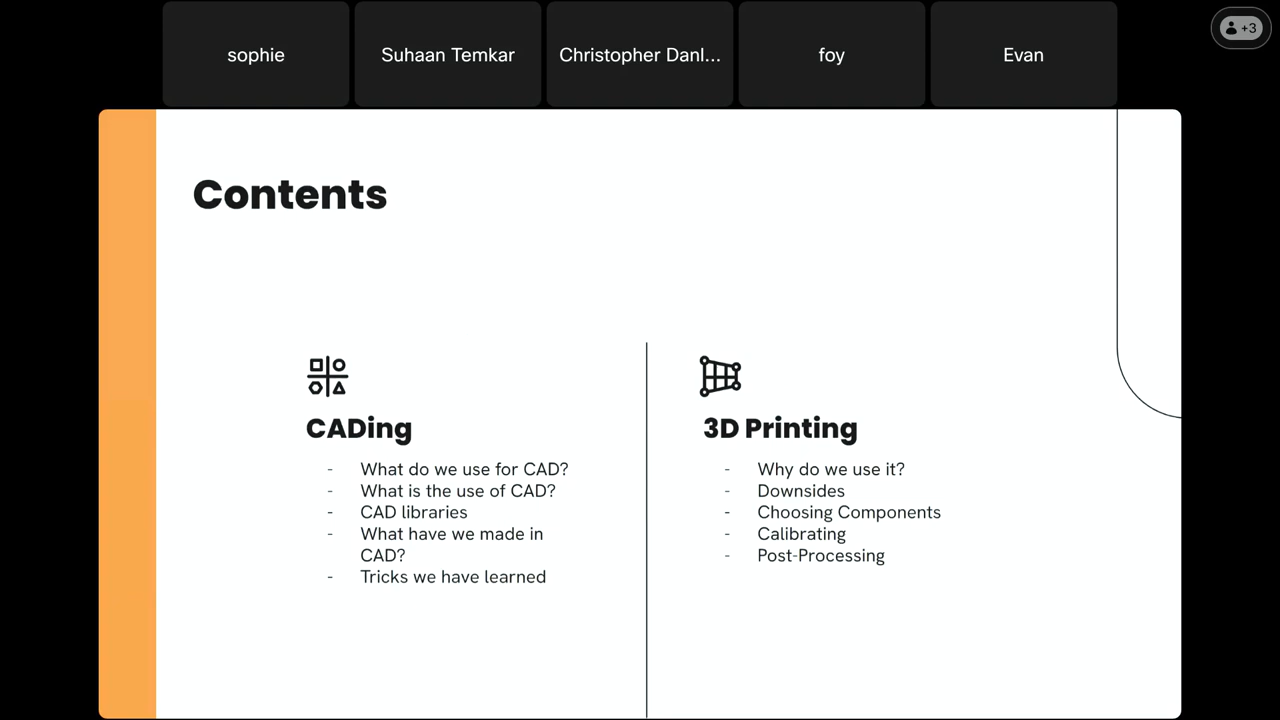 sophie
Suhaan Temkar
Christopher Danl...
foy
Evan
+3
Contents
CADing
- What do we use for CAD?
- What is the use of CAD?
- CAD libraries
- What have we made in
CAD?
- Tricks we have learned
3D Printing
- Why do we use it?
- Downsides
- Choosing Components
- Calibrating
- Post-Processing